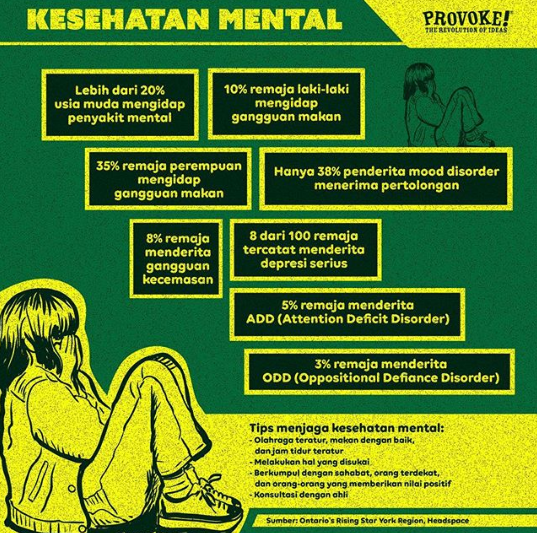 KESEHATAN MENTAL
PROVOKE!
THE REVOLUTION OF IDEAS
Lebih dari 20%
usia muda mengidap
penyakit mental
10% remaja laki-laki
mengidap
gangguan makan
35% remaja perempuan
mengidap
gangguan makan
Hanya 38% penderita mood disorder
menerima pertolongan
8% remaja
menderita
gangguan
kecemasan
8 dari 100 remaja
tercatat menderita
depresi serius
5% remaja menderita
ADD (Attention Deficit Disorder)
3% remaja menderita
ODD (Oppositional Defiance Disorder)
Tips menjaga kesehatan mental:
- Olahraga teratur, makan dengan baik,
dan jam tidur teratur
- Melakukan hal yang disukai
- Berkumpul dengan sahabat, orang terdekat,
dan orang-orang yang memberikan nilai positif
- Konsultasi dengan ahli
Sumber: Ontario's Rising Star York Region, Headspace